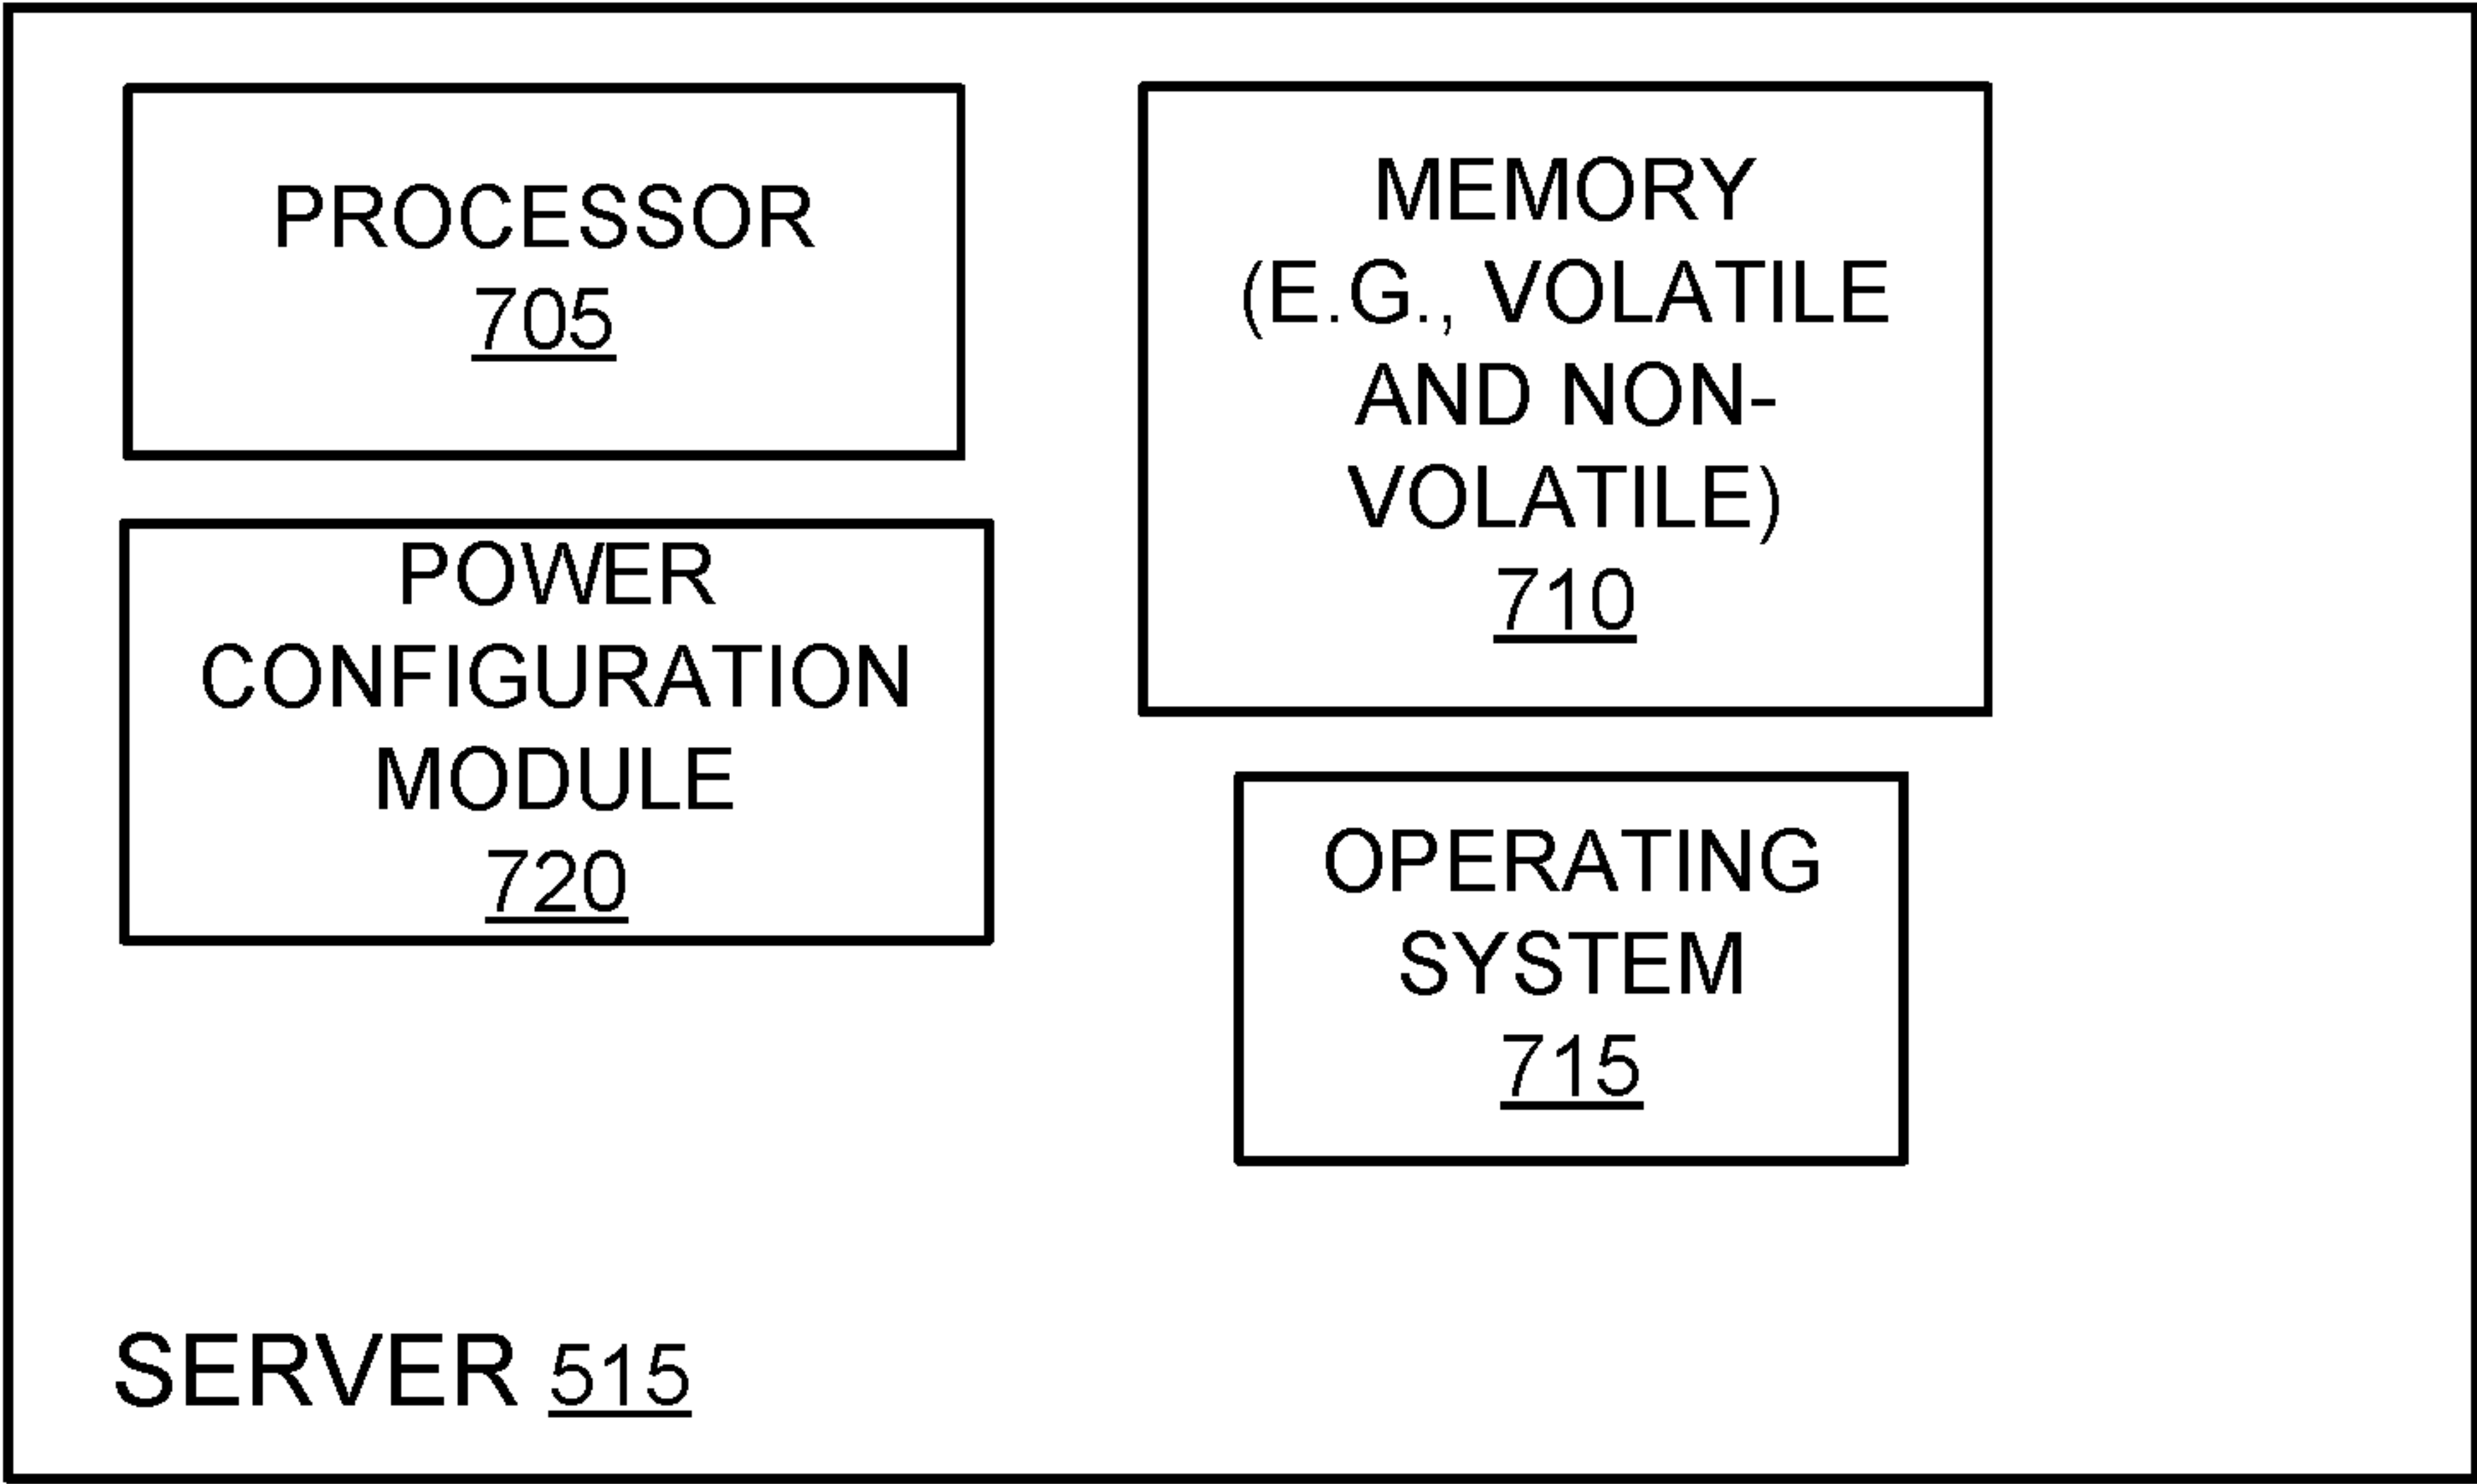 PROCESSOR
705
MEMORY
(E.G., VOLATILE
AND NON-
VOLATILE)
710
POWER
CONFIGURATION
MODULE
720
OPERATING
SYSTEM
715
SERVER 515